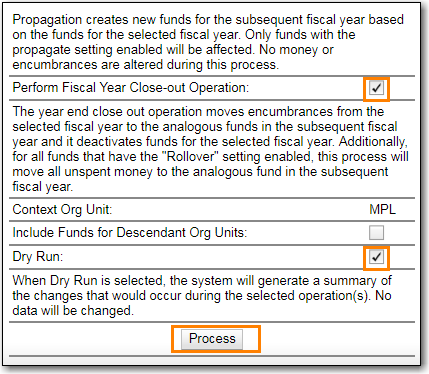 Propagation creates new funds for the subsequent fiscal year based
on the funds for the selected fiscal year. Only funds with the
propagate setting enabled will be affected. No money or
encumbrances are altered during this process.
Perform Fiscal Year Close-out Operation:
The year end close out operation moves encumbrances from the
selected fiscal year to the analogous funds in the subsequent fiscal
year and it deactivates funds for the selected fiscal year. Additionally,
for all funds that have the "Rollover" setting enabled, this process will
move all unspent money to the analogous fund in the subsequent
fiscal year.
Context Org Unit: MPL
Include Funds for Descendant Org Units:
Dry Run:
When Dry Run is selected, the system will generate a summary of
the changes that would occur during the selected operation(s). No
data will be changed.
Process